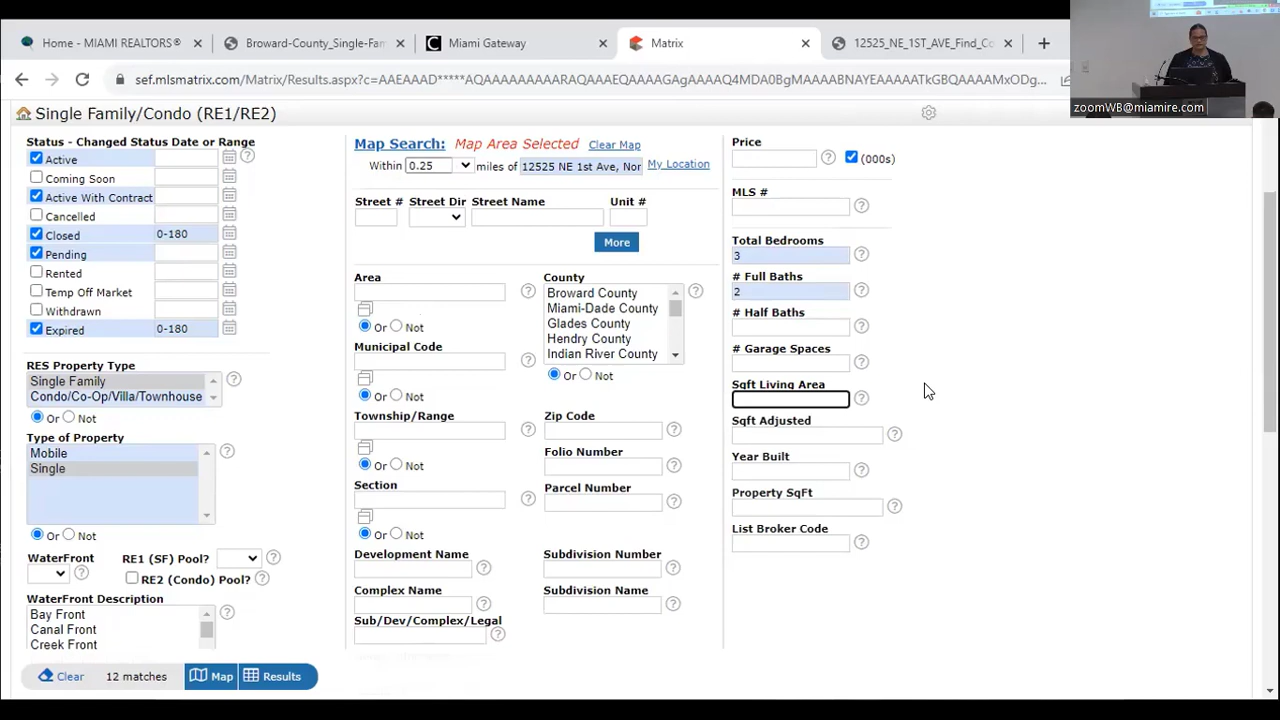 Home - MIAMI REALTORS®
Broward-County_Single-Fam
Miami Gateway
Matrix
12525_NE_1ST_AVE_Find_Co
sef.mlsmatrix.com/Matrix/Results.aspx?c=AAEAAAD*****AQAAAAAAAAARAQAAAEQAAAAGAgAAAAQ4MDA0BgMAAAABNAYEAAAAATkGBQAAAAMxODg...
zoomWB@miamire.com
Single Family/Condo (RE1/RE2)
Status - Changed Status Date or Range
Active
Coming Soon
Active With Contract
Cancelled
Closed 0-180
Pending
Rented
Temp Off Market
Withdrawn
Expired 0-180
RES Property Type
Single Family
Condo/Co-Op/Villa/Townhouse
Or Not
Type of Property
Mobile
Single
Or Not
WaterFront RE1 (SF) Pool?
RE2 (Condo) Pool?
WaterFront Description
Bay Front
Canal Front
Creek Front
Map Search: Map Area Selected Clear Map
Within 0.25 miles of 12525 NE 1st Ave, Nor My Location
Street # Street Dir Street Name Unit #
More
Area
Or Not
Municipal Code
Or Not
Township/Range
Or Not
Section
Or Not
Development Name
Complex Name
Sub/Dev/Complex/Legal
County
Broward County
Miami-Dade County
Glades County
Hendry County
Indian River County
Or Not
Zip Code
Folio Number
Parcel Number
Subdivision Number
Subdivision Name
Price
(000s)
MLS #
Total Bedrooms
3
# Full Baths
2
# Half Baths
# Garage Spaces
Sqft Living Area
Sqft Adjusted
Year Built
Property SqFt
List Broker Code
Clear 12 matches Map Results